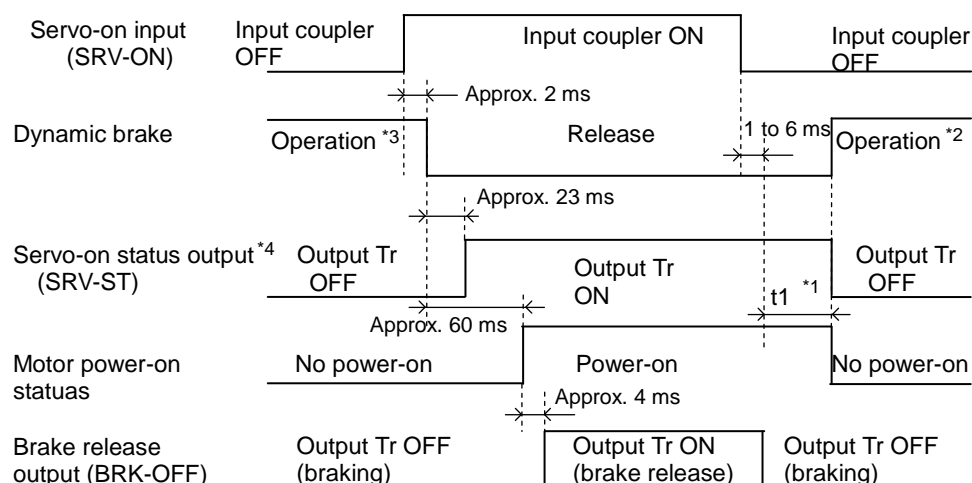 Servo-on input
(SRV-ON)
Input coupler
OFF
Input coupler ON
Input coupler
OFF
Approx. 2 ms
Dynamic brake
Operation *3
Release
1 to 6 ms
Operation *2
Approx. 23 ms
Servo-on status output *4
(SRV-ST)
Output Tr
OFF
Output Tr
ON
t1 *1
Output Tr
OFF
Approx. 60 ms
Motor power-on
statuas
No power-on
Power-on
No power-on
Approx. 4 ms
Brake release
output (BRK-OFF)
Output Tr OFF
(braking)
Output Tr ON
(brake release)
Output Tr OFF
(braking)